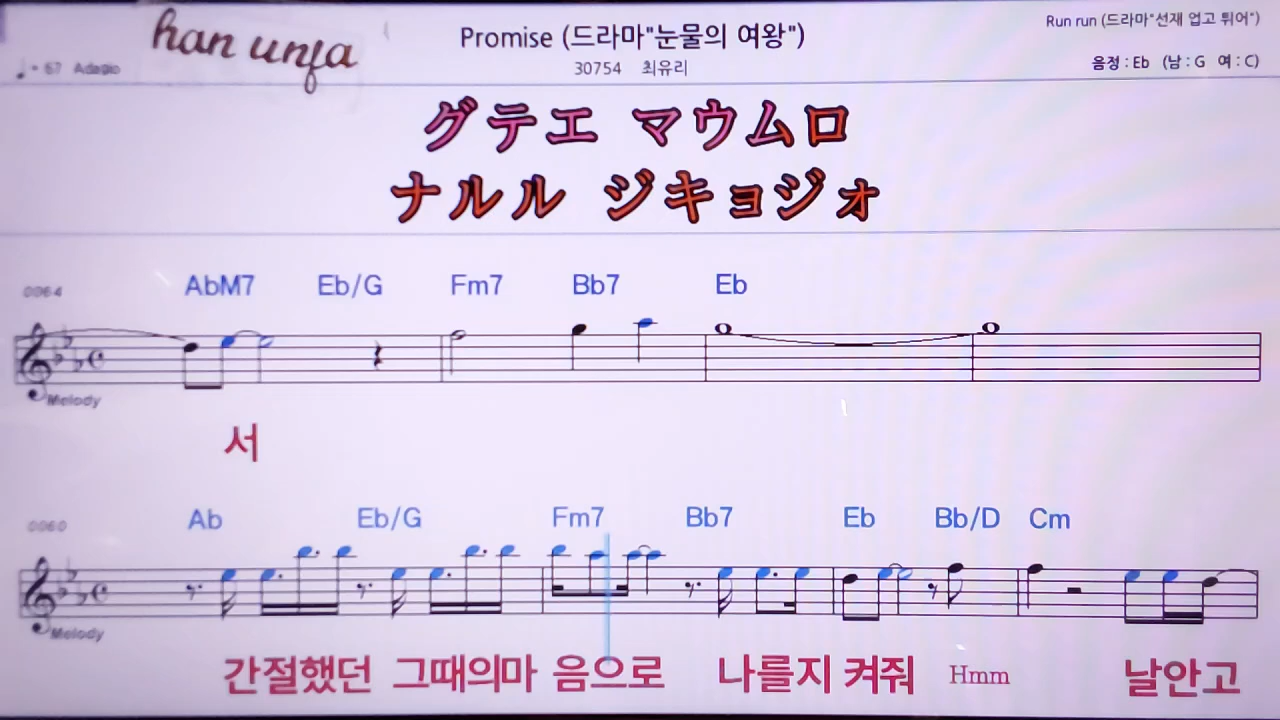 han unfa
Promise (드라마"눈물의 여왕")
Run run (드라마"선재 업고 튀어")
♩= 67 Adagio
30754 최유리
음정 : Eb (남 : G 여 : C)
グテエ マウムロ
ナルル ジキョジォ
0064
AbM7 Eb/G Fm7 Bb7 Eb
Melody
서
0060
Ab Eb/G Fm7 Bb7 Eb Bb/D Cm
Melody
간절했던 그때의마 음으로 나를지 켜줘 Hmm 날안고